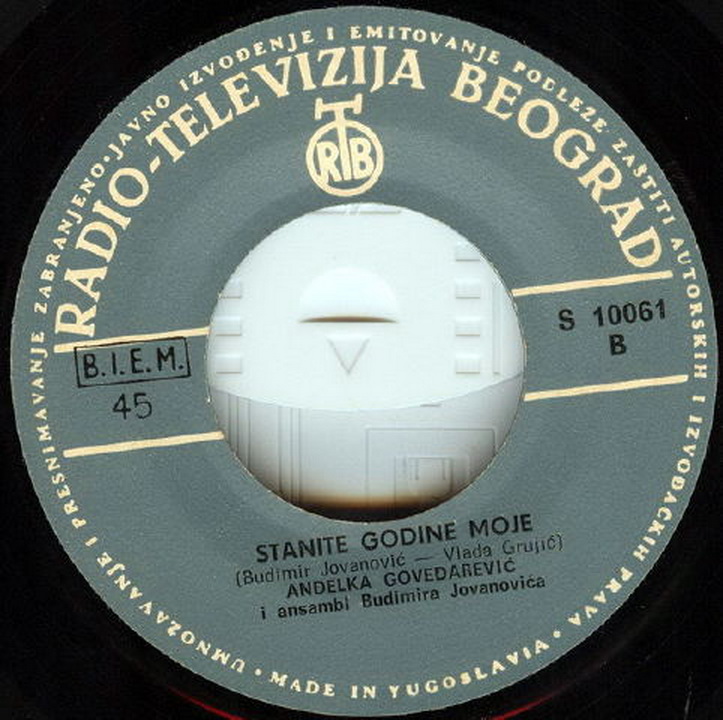 UMNOŽAVANJE I PRESNIMAVANJE ZABRANJENO • JAVNO IZVOĐENJE I EMITOVANJE PODLEŽE ZAŠTITI AUTORSKIH I IZVOĐAČKIH PRAVA • MADE IN YUGOSLAVIA •
RADIO-TELEVIZIJA BEOGRAD
RTB
B.I.E.M.
45
S 10061
B
STANITE GODINE MOJE
(Budimir Jovanović — Vlada Grujić)
ANĐELKA GOVEDAREVIĆ
i ansambl Budimira Jovanovića